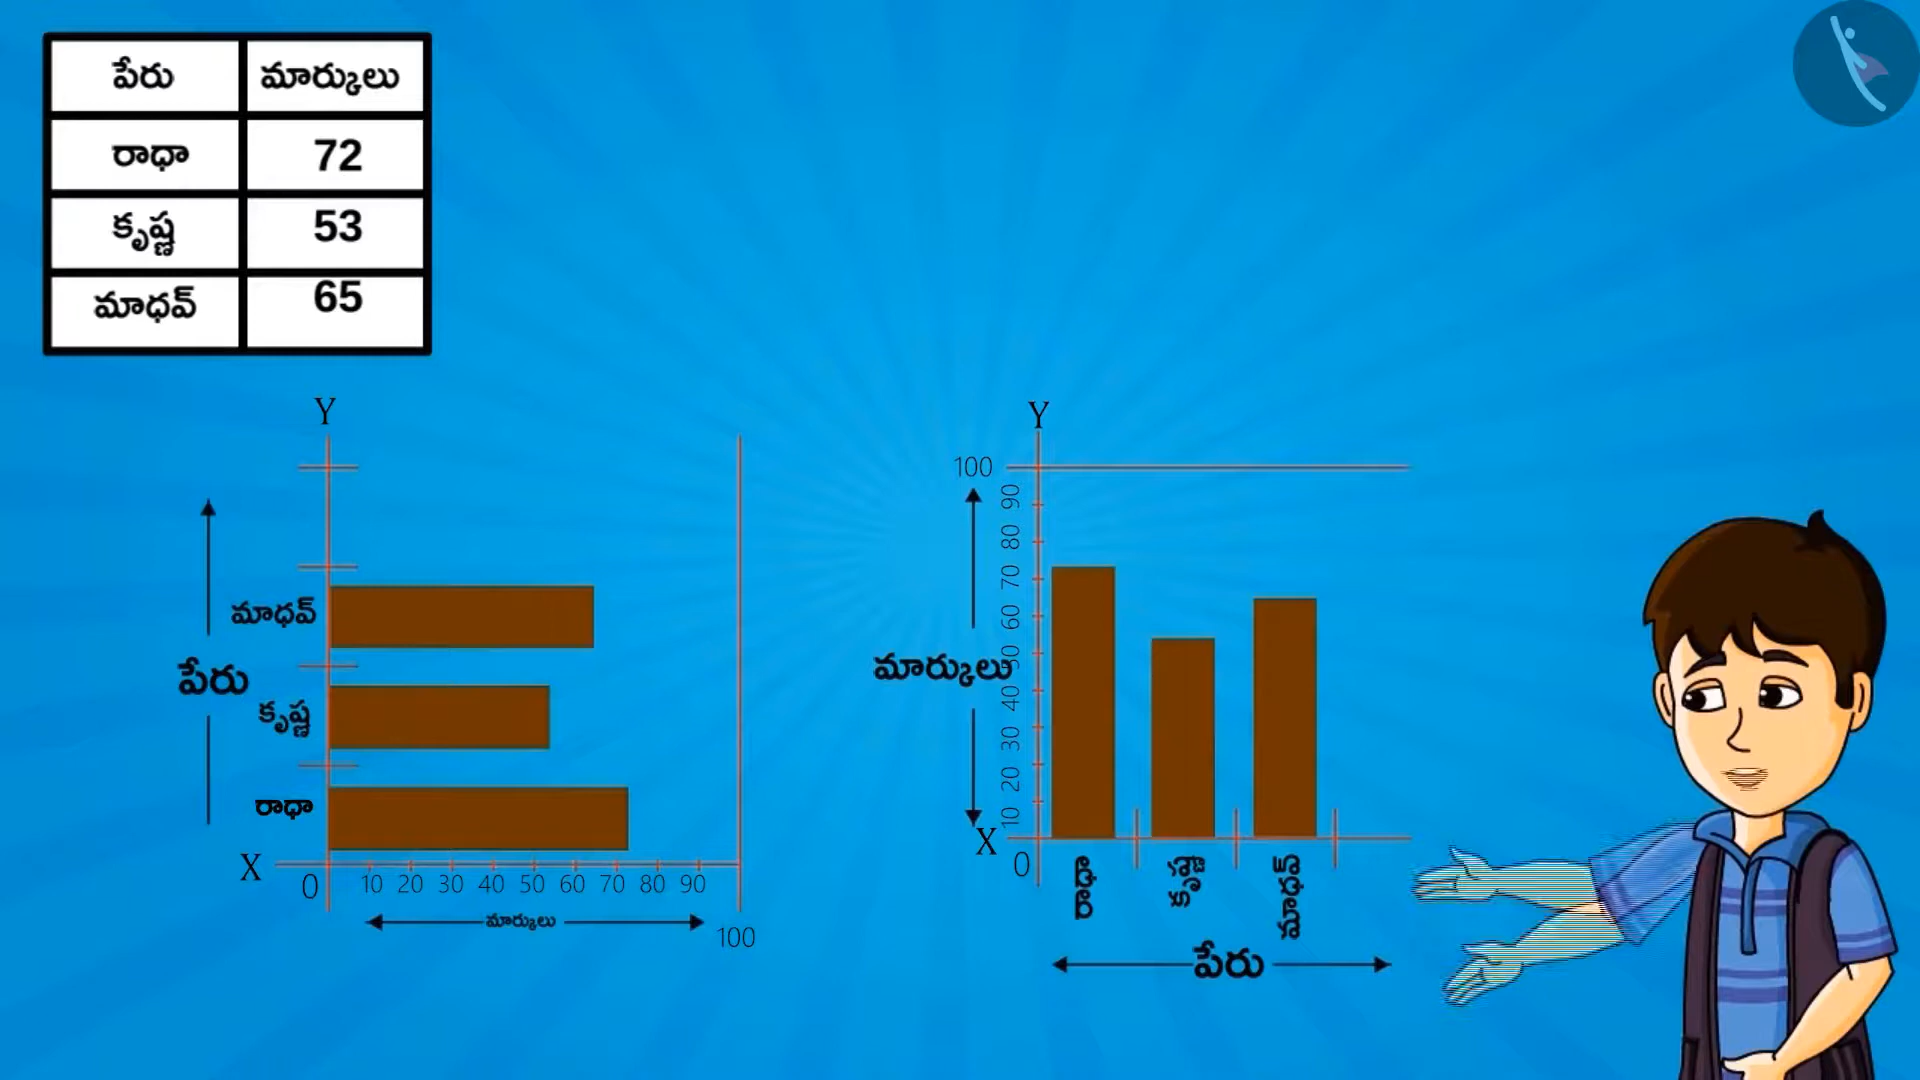 పేరు మార్కులు
రాధా 72
కృష్ణ 53
మాధవ్ 65
Y
మాధవ్
పేరు
కృష్ణ
రాధా
X
0 10 20 30 40 50 60 70 80 90
మార్కులు
100
Y
100
90
80
70
60
50
మార్కులు
40
30
20
10
X
0
రాధా కృష్ణ మాధవ్
పేరు